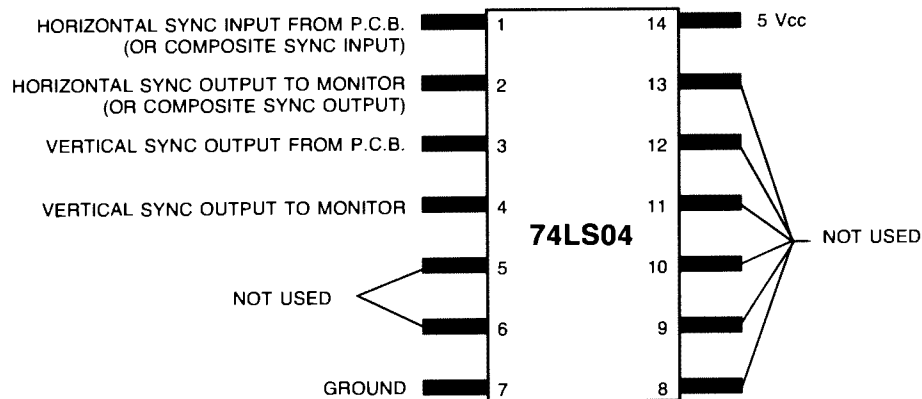 HORIZONTAL SYNC INPUT FROM P.C.B.
(OR COMPOSITE SYNC INPUT)
HORIZONTAL SYNC OUTPUT TO MONITOR
(OR COMPOSITE SYNC OUTPUT)
VERTICAL SYNC OUTPUT FROM P.C.B.
VERTICAL SYNC OUTPUT TO MONITOR
NOT USED
GROUND
1
2
3
4
5
6
7
74LS04
14
13
12
11
10
9
8
5 Vcc
NOT USED